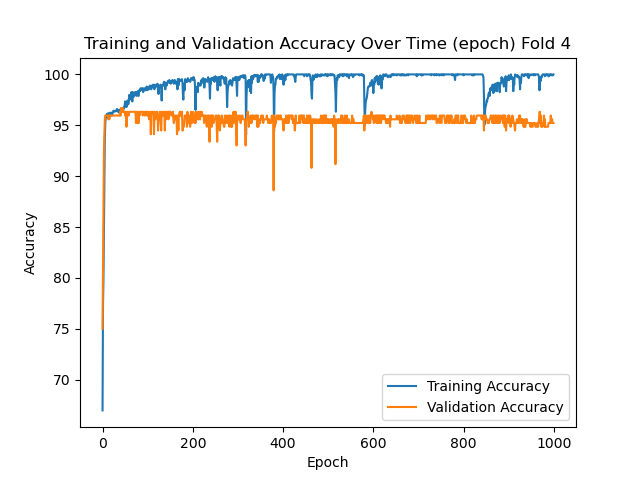 Training and Validation Accuracy Over Time (epoch) Fold 4
100
95
90
85
80
75
70
Accuracy
0
200
400
600
800
1000
Epoch
Training Accuracy
Validation Accuracy